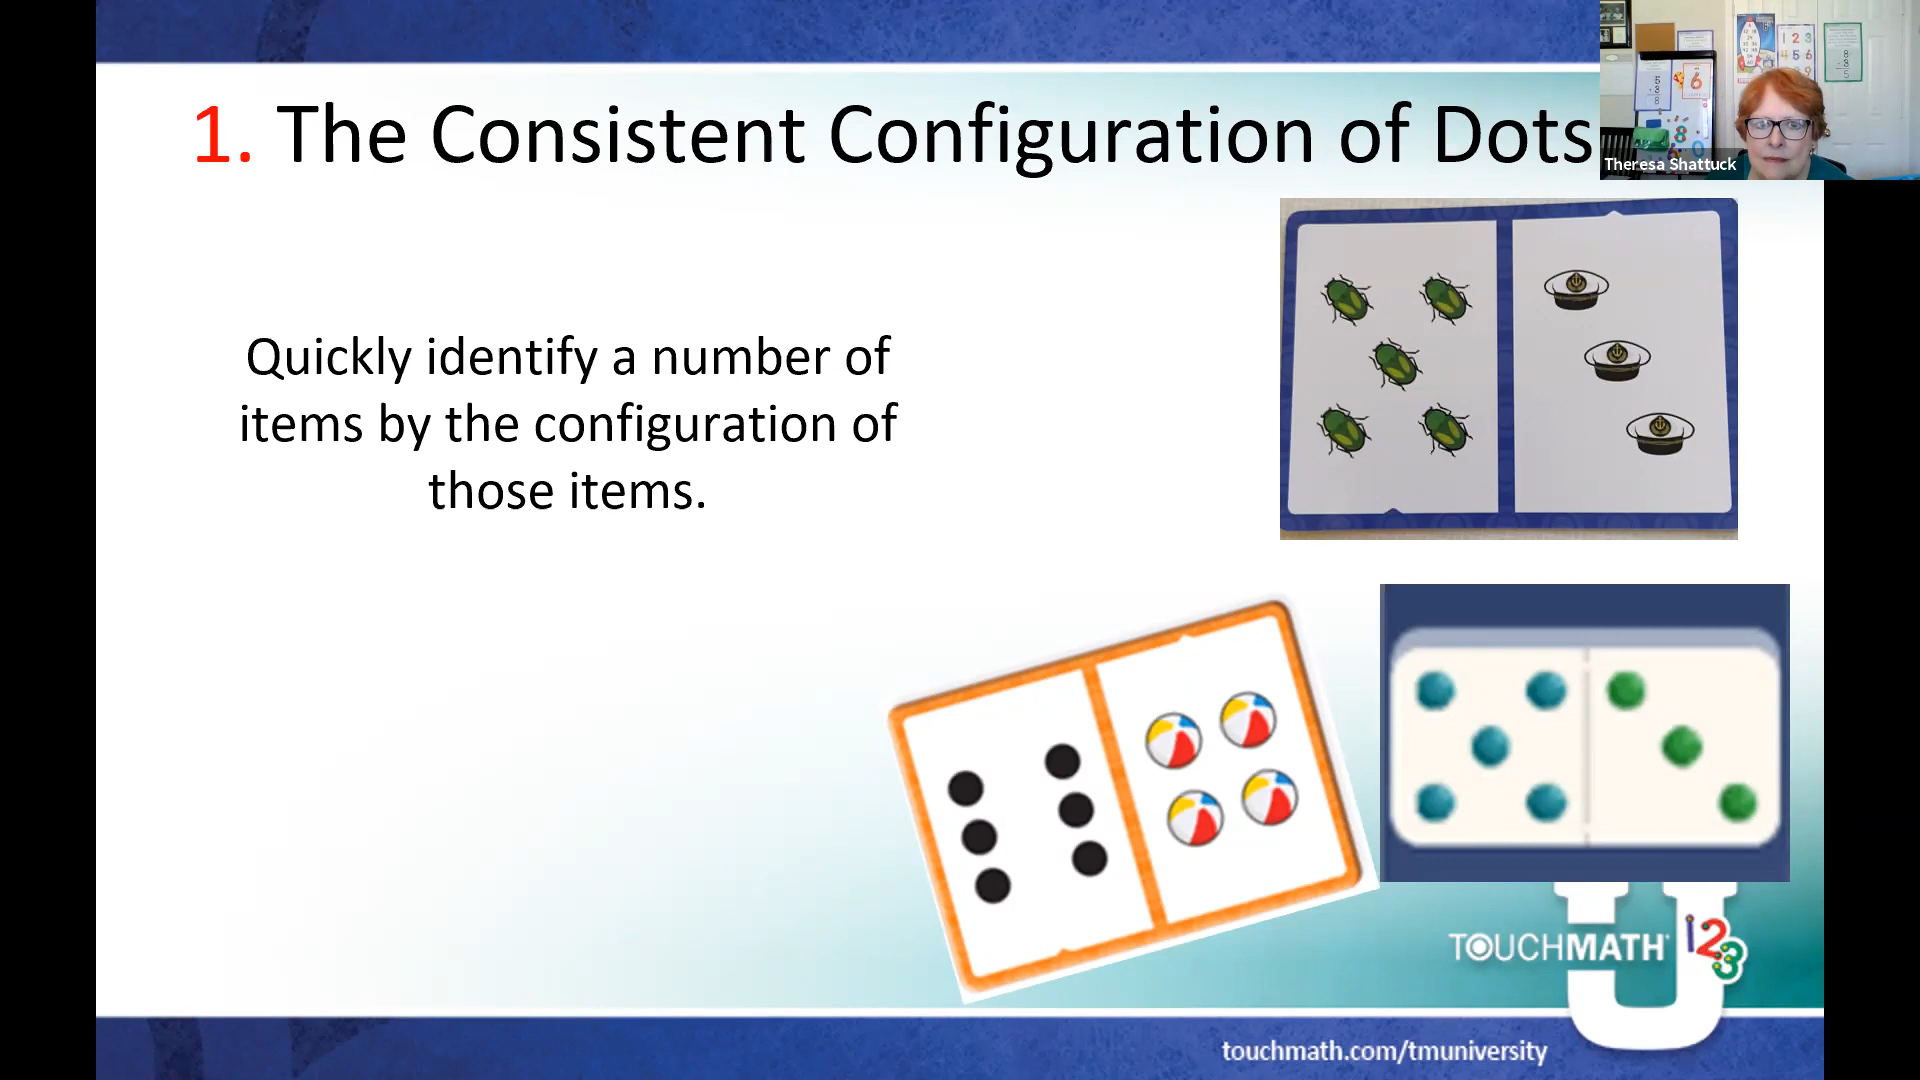 1. The Consistent Configuration of Dots
Theresa Shattuck
Quickly identify a number of
items by the configuration of
those items.
TOUCHMATH 123
touchmath.com/tmuniversity